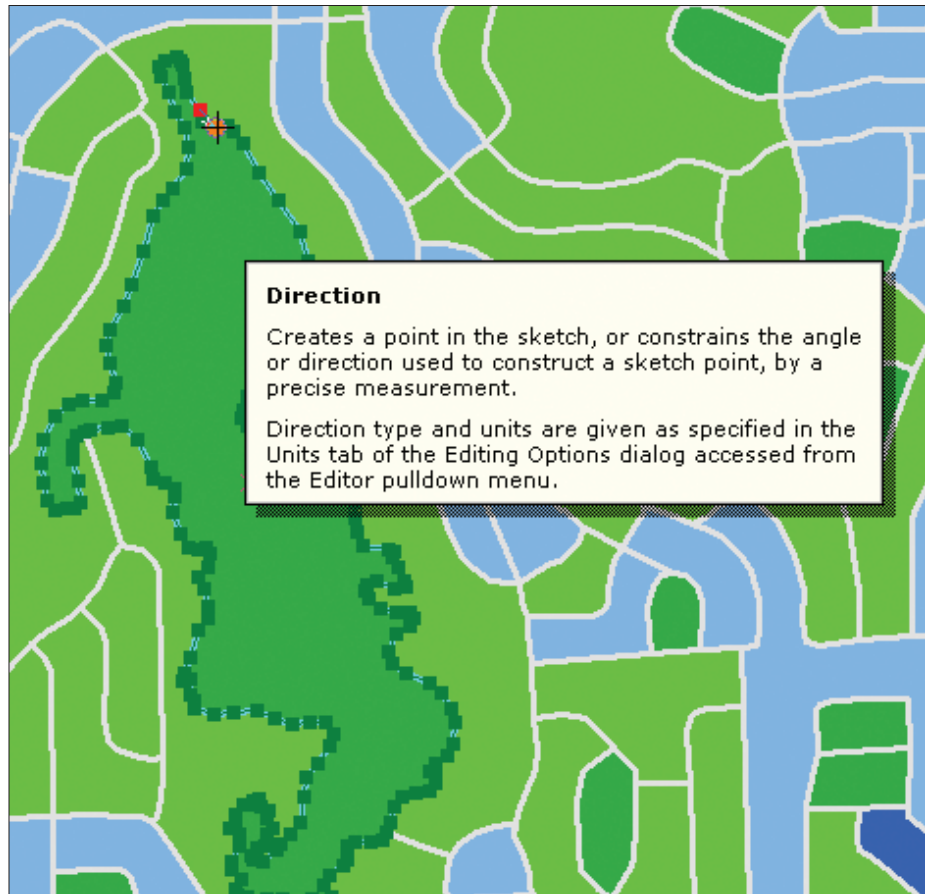 Direction
Creates a point in the sketch, or constrains the angle
or direction used to construct a sketch point, by a
precise measurement.
Direction type and units are given as specified in the
Units tab of the Editing Options dialog accessed from
the Editor pulldown menu.